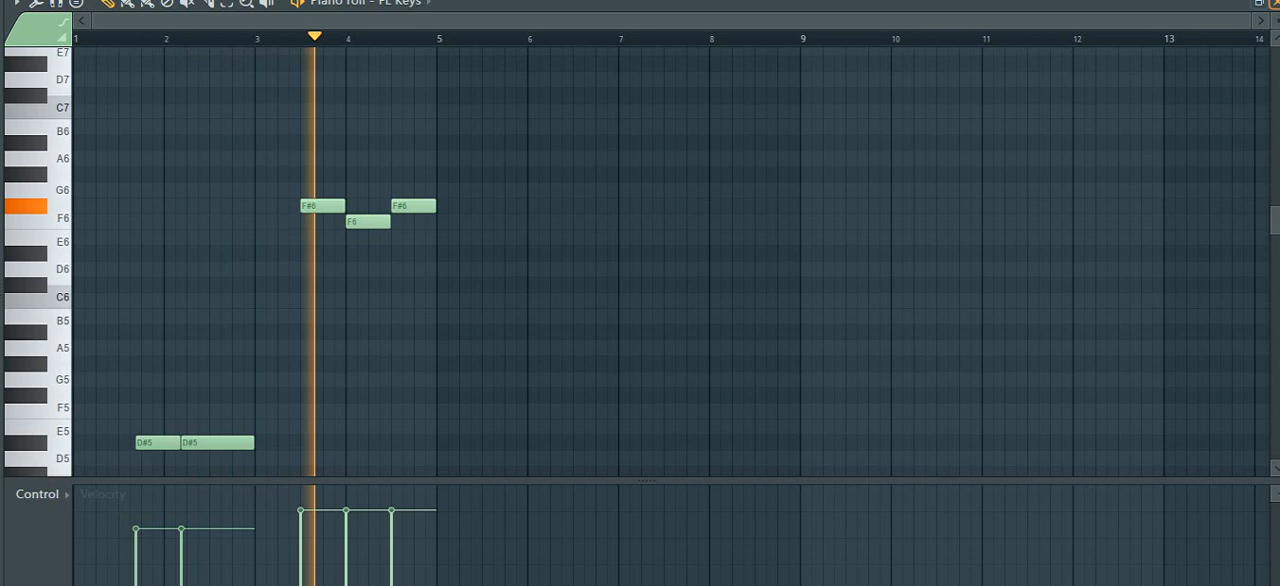 Piano roll - FL Keys
1 2 3 4 5 6 7 8 9 10 11 12 13 14
E7
D7
C7
B6
A6
G6
F#6 F#6
F6 F6
E6
D6
C6
B5
A5
G5
F5
E5
D#5 D#5
D5
Control Velocity